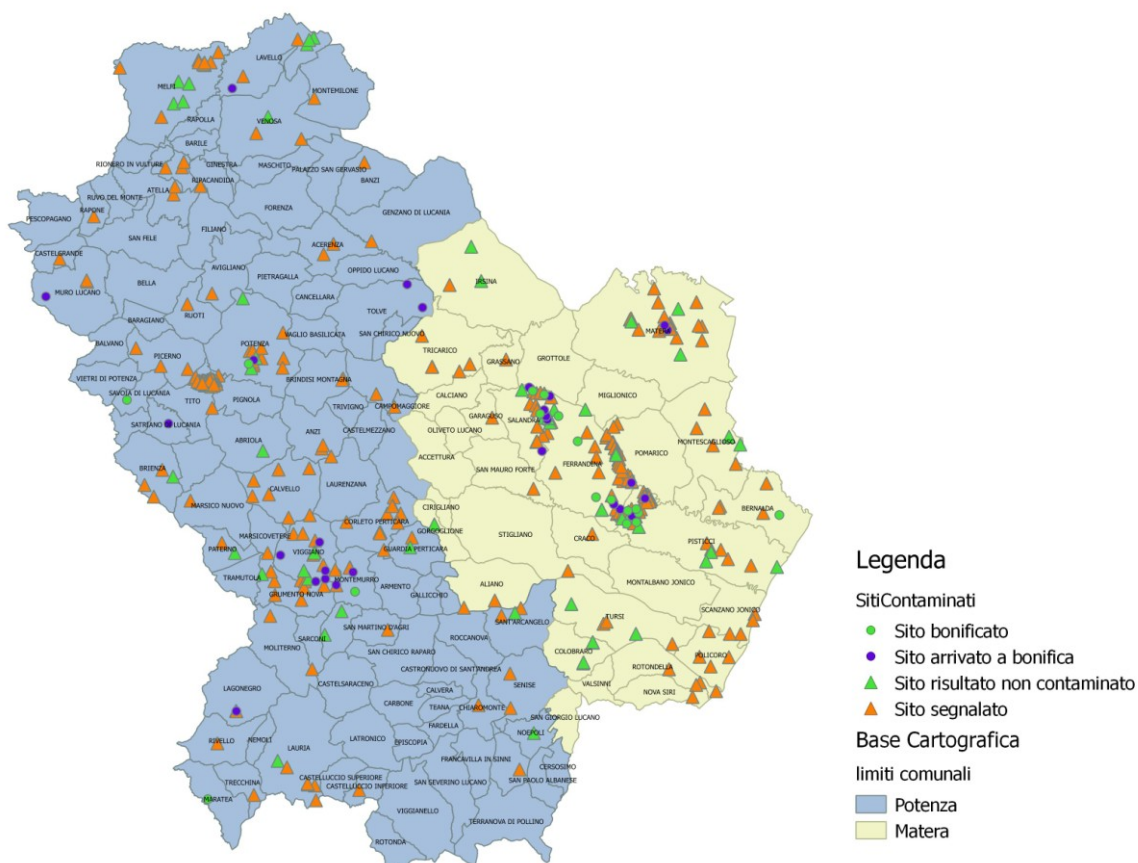 LAVELLO
MELFI
MONTEMILONE
RAPOLLA
VENOSA
BARILE
RIONERO IN VULTURE
GINESTRA
MASCHITO
PALAZZO SAN GERVASIO
BANZI
RIPACANDIDA
ATELLA
RUVO DEL MONTE
RAPONE
PESCOPAGANO
FORENZA
GENZANO DI LUCANIA
SAN FELE
FILIANO
ACERENZA
CASTELGRANDE
AVIGLIANO
PIETRAGALLA
OPPIDO LUCANO
IRSINA
MURO LUCANO
BELLA
CANCELLARA
TOLVE
BARAGIANO
RUOTI
VAGLIO BASILICATA
SAN CHIRICO NUOVO
POTENZA
MATERA
BALVANO
PICERNO
TRICARICO
GRASSANO
GROTTOLE
VIETRI DI POTENZA
BRINDISI MONTAGNA
SAVOIA DI LUCANIA
TITO
PIGNOLA
CALCIANO
MIGLIONICO
TRIVIGNO
CAMPOMAGGIORE
GARAGUSO
SALANDRA
SATRIANO DI LUCANIA
CASTELMEZZANO
OLIVETO LUCANO
ANZI
ABRIOLA
MONTESCAGLIOSO
ACCETTURA
POMARICO
BRIENZA
SAN MAURO FORTE
FERRANDINA
CALVELLO
LAURENZANA
MARSICO NUOVO
CIRIGLIANO
BERNALDA
CORLETO PERTICARA
GORGOGLIONE
STIGLIANO
MARSICOVETERE
CRACO
PISTICCI
PATERNO
VIGGIANO
GUARDIA PERTICARA
TRAMUTOLA
MONTEMURRO
ARMENTO
ALIANO
MONTALBANO JONICO
GRUMENTO NOVA
GALLICCHIO
SCANZANO JONICO
SANT'ARCANGELO
TURSI
SAN MARTINO D'AGRI
SARCONI
ROCCANOVA
MOLITERNO
SAN CHIRICO RAPARO
COLOBRARO
POLICORO
CASTRONUOVO DI SANT'ANDREA
ROTONDELLA
CASTELSARACENO
SENISE
VALSINNI
LAGONEGRO
CALVERA
NOVA SIRI
CARBONE
TEANA
CHIAROMONTE
SAN GIORGIO LUCANO
FARDELLA
NOEPOLI
RIVELLO
NEMOLI
LAURIA
LATRONICO
EPISCOPIA
FRANCAVILLA IN SINNI
CERSOSIMO
TRECCHINA
CASTELLUCCIO SUPERIORE
SAN PAOLO ALBANESE
CASTELLUCCIO INFERIORE
SAN SEVERINO LUCANO
MARATEA
VIGGIANELLO
TERRANOVA DI POLLINO
ROTONDA
Legenda
SitiContaminati
Sito bonificato
Sito arrivato a bonifica
Sito risultato non contaminato
Sito segnalato
Base Cartografica
limiti comunali
Potenza
Matera